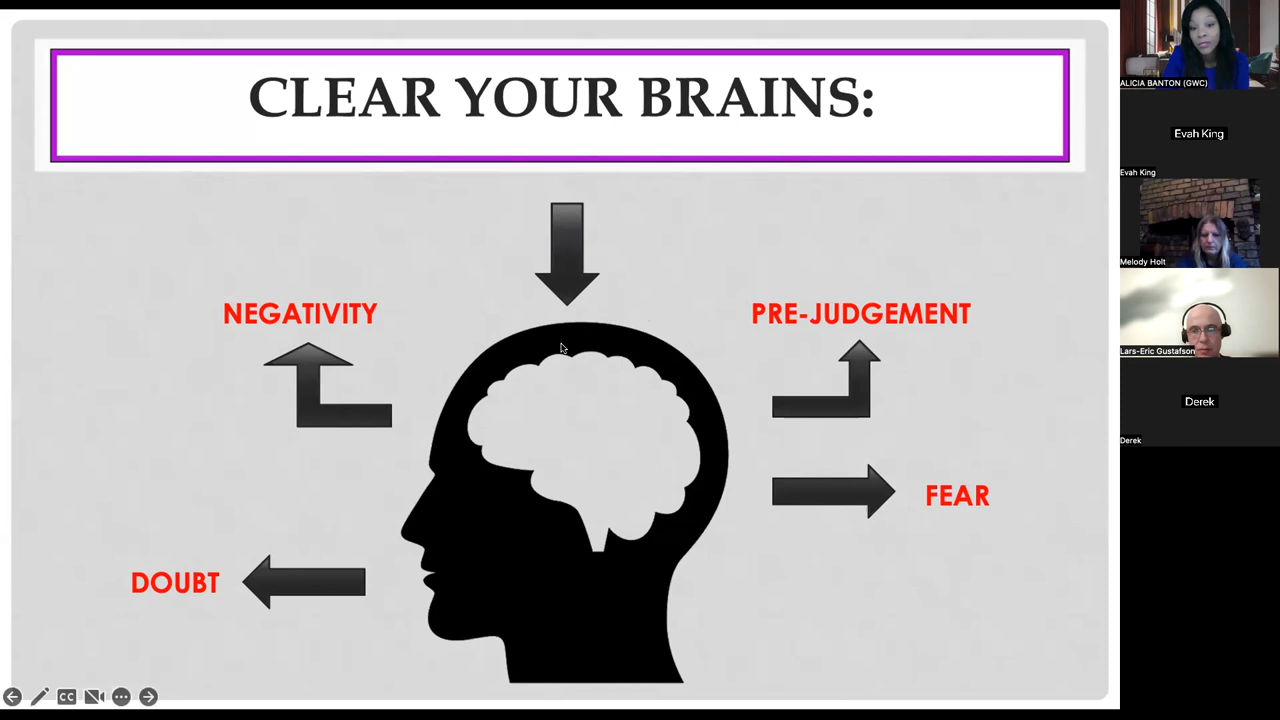 CLEAR YOUR BRAINS:
NEGATIVITY
PRE-JUDGEMENT
FEAR
DOUBT
CC
ALICIA BANTON (GWC)
Evah King
Evah King
Melody Holt
Lars-Eric Gustafson
Derek
Derek